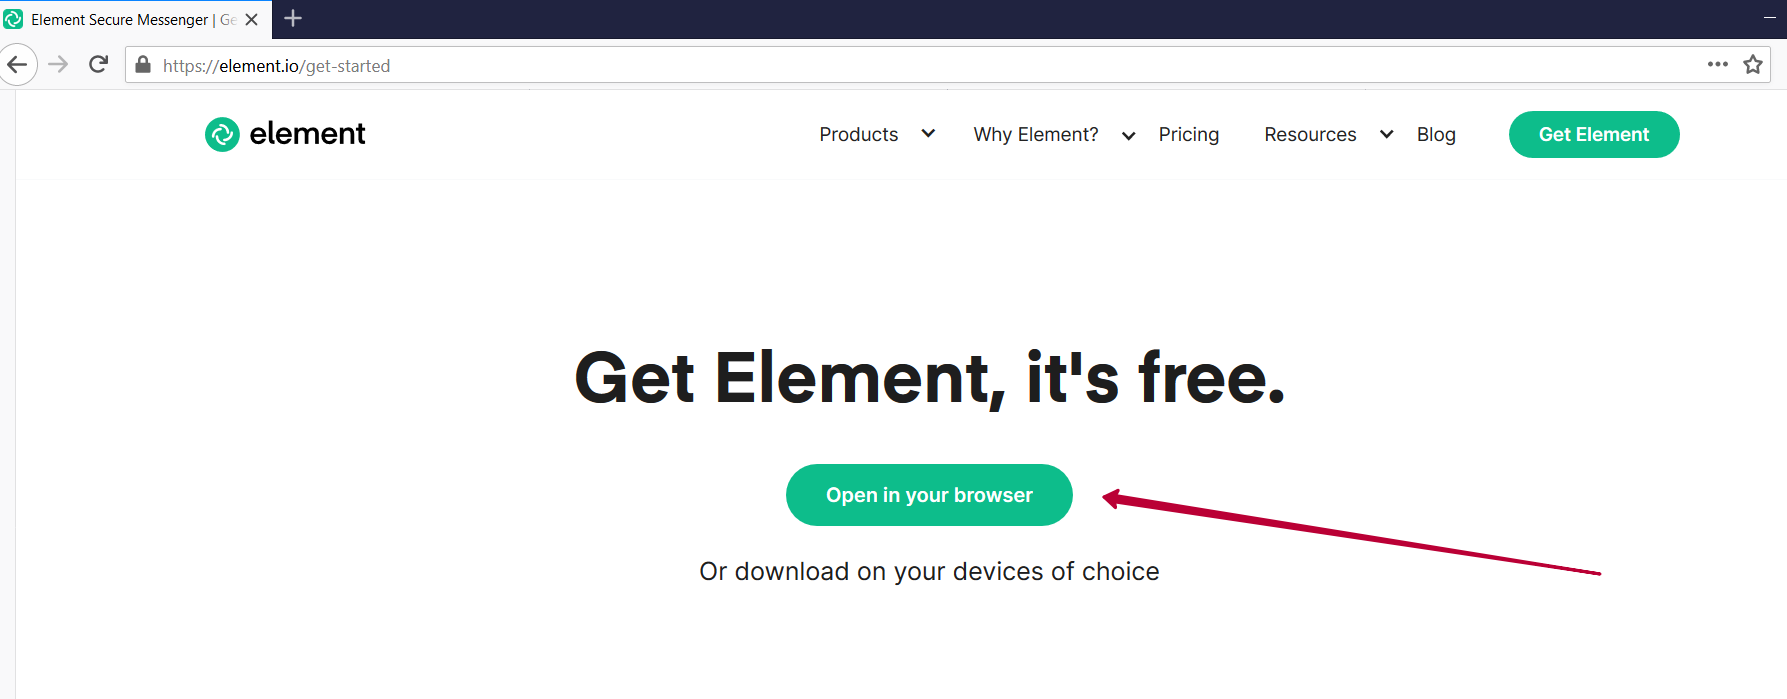 Element Secure Messenger | Ge
https://element.io/get-started
element
Products Why Element? Pricing Resources Blog Get Element
Get Element, it's free.
Open in your browser
Or download on your devices of choice